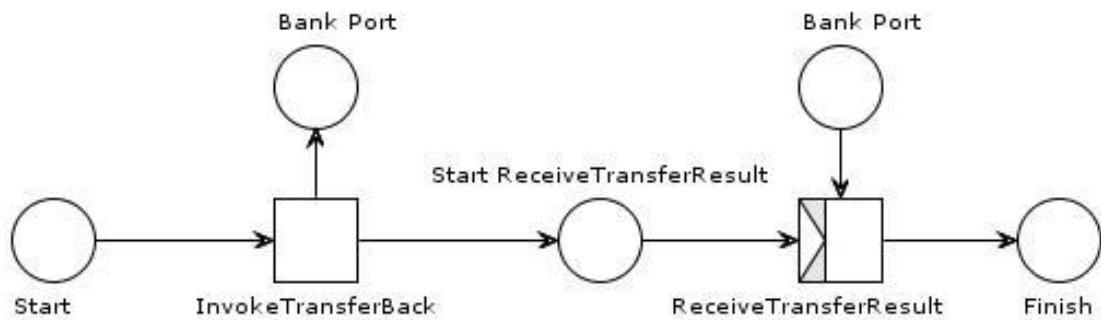 Bank Port
Bank Port
Start ReceiveTransferResult
Start
InvokeTransferBack
ReceiveTransferResult
Finish